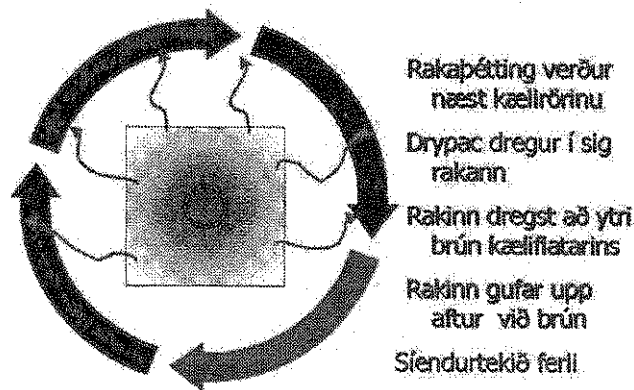 Rakaþétting verður
næst kælirörinu
Drypac dregur í sig
rakann
Rakinn dregst að ytri
brún kæliflatarins
Rakinn gufar upp
aftur við brún
Síendurtekið ferli